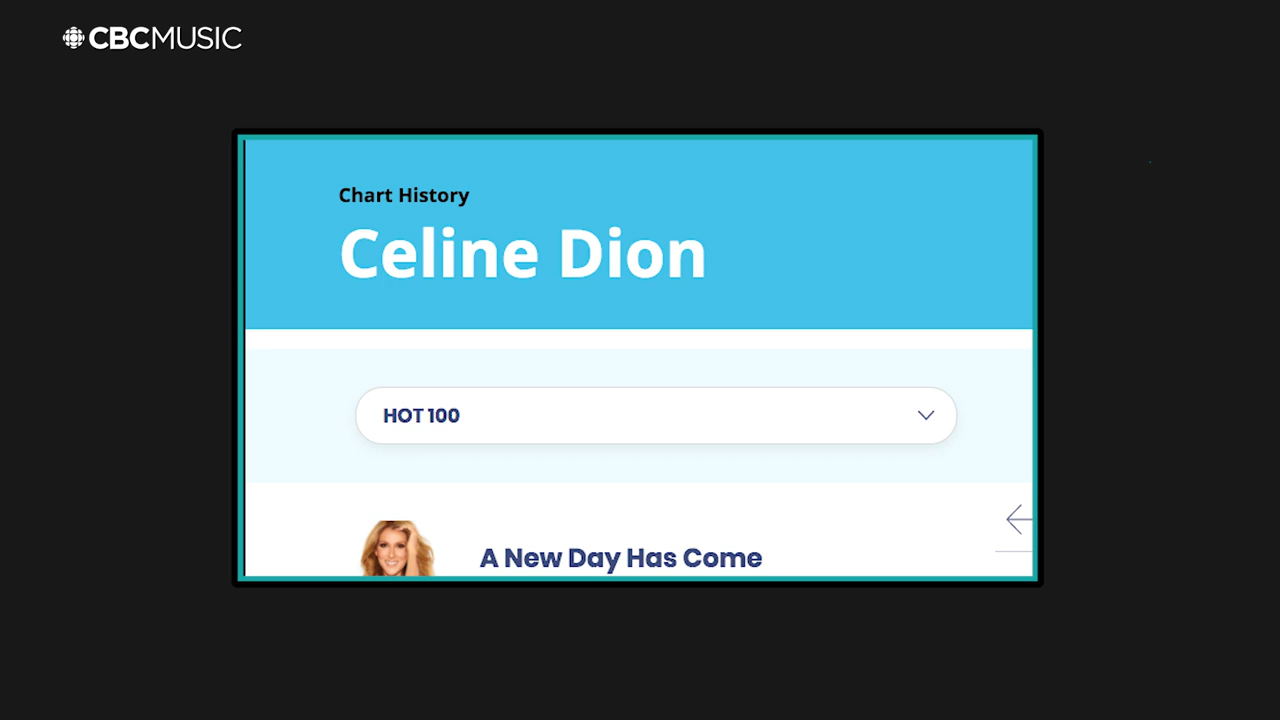 CBCMUSIC
Chart History
Celine Dion
HOT 100
A New Day Has Come